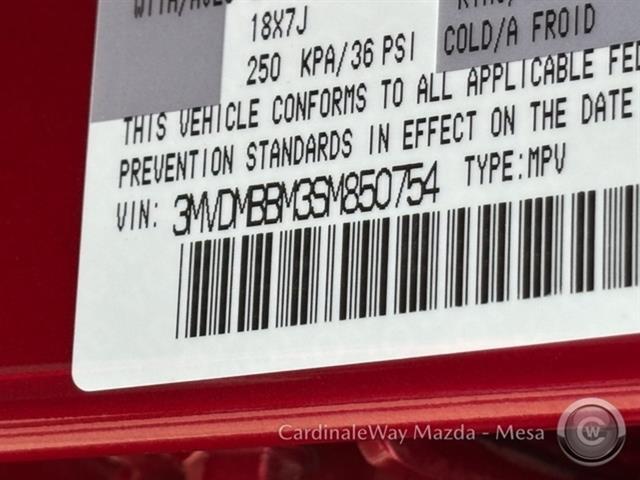 18X7J
250 KPA/36 PSI
COLD/A FROID
THIS VEHICLE CONFORMS TO ALL APPLICABLE FED
PREVENTION STANDARDS IN EFFECT ON THE DATE
VIN: 3MVDMBBM3SM850754 TYPE:MPV
CardinaleWay Mazda - Mesa
CW